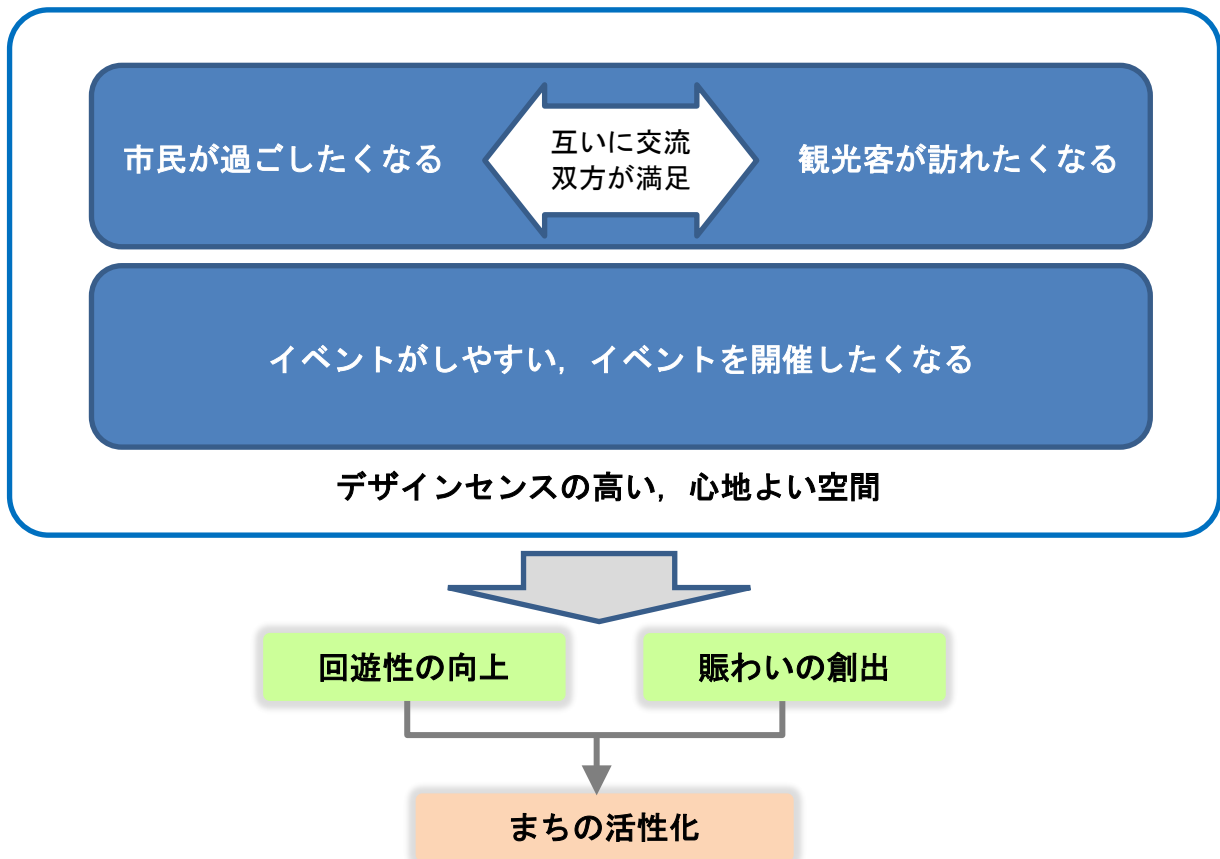 市民が過ごしたくなる
互いに交流
双方が満足
観光客が訪れたくなる
イベントがしやすい，イベントを開催したくなる
デザインセンスの高い，心地よい空間
回遊性の向上
賑わいの創出
まちの活性化